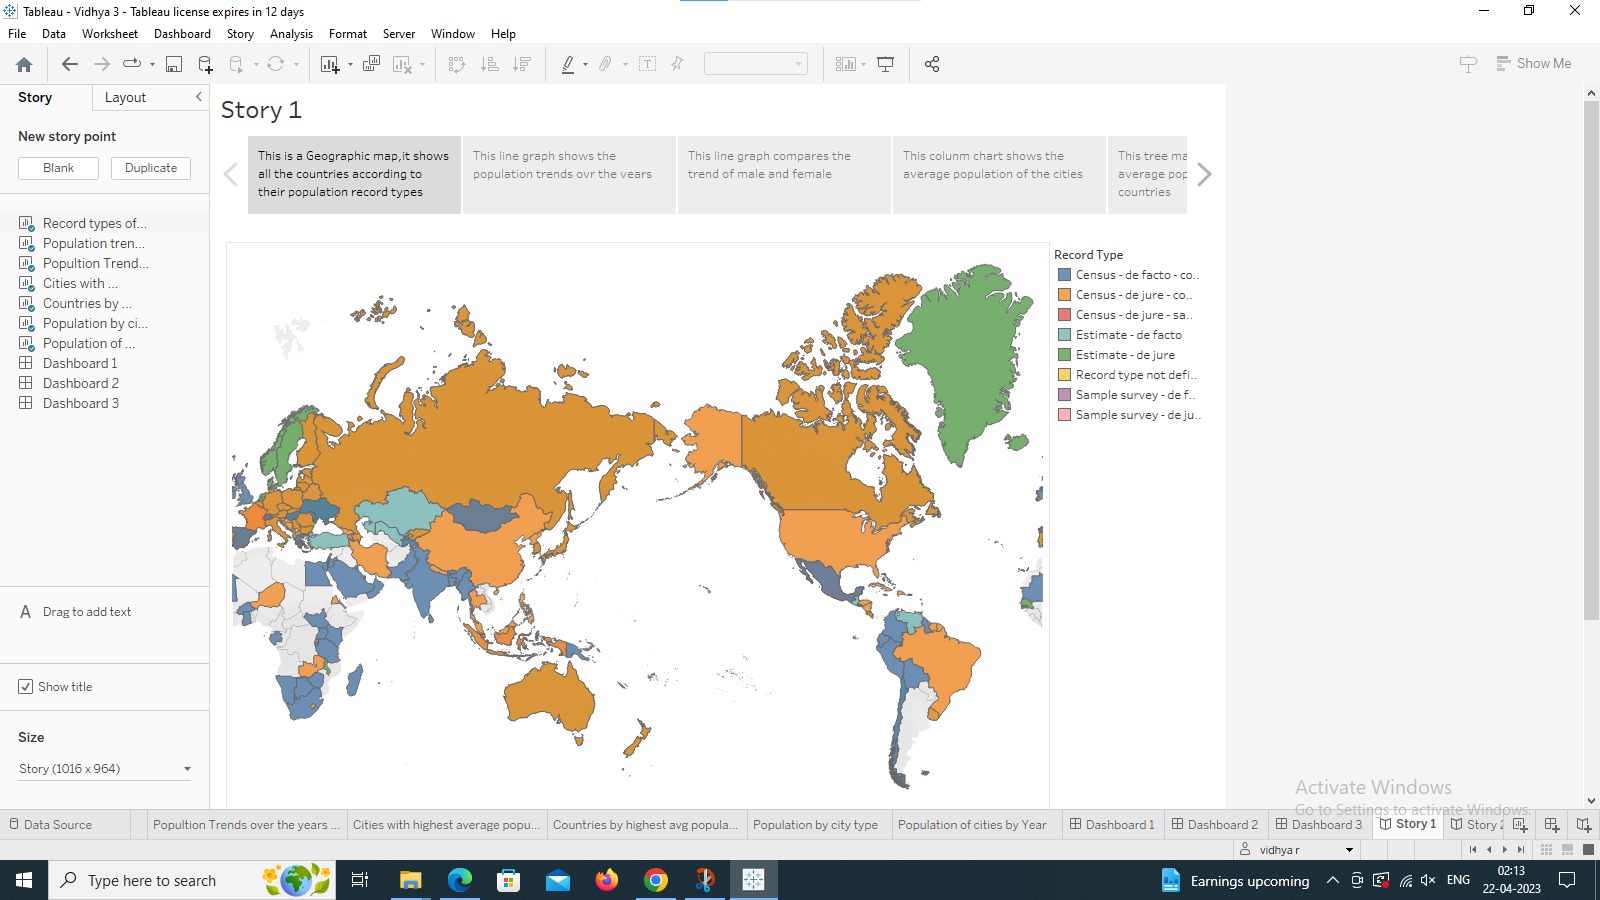 Tableau - Vidhya 3 - Tableau license expires in 12 days
File Data Worksheet Dashboard Story Analysis Format Server Window Help
Show Me
Story Layout
New story point
Blank Duplicate
Record types of...
Population tren...
Popultion Trend...
Cities with ...
Countries by ...
Population by ci...
Population of ...
Dashboard 1
Dashboard 2
Dashboard 3
A Drag to add text
Show title
Size
Story (1016 x 964)
Story 1
This is a Geographic map,it shows
all the countries according to
their population record types
This line graph shows the
population trends ovr the vears
This line graph compares the
trend of male and female
This colunm chart shows the
average population of the cities
This tree ma
average pop
countries
Record Type
Census - de facto - co..
Census - de jure - co..
Census - de jure - sa..
Estimate - de facto
Estimate - de jure
Record type not defi..
Sample survey - de f..
Sample survey - de ju..
Activate Windows
Go to Settings to activate Windows.
Data Source Popultion Trends over the years ... Cities with highest average popu... Countries by highest avg popula... Population by city type Population of cities by Year Dashboard 1 Dashboard 2 Dashboard 3 Story 1 Story 2
vidhya r
Type here to search
Earnings upcoming
ENG
02:13
22-04-2023